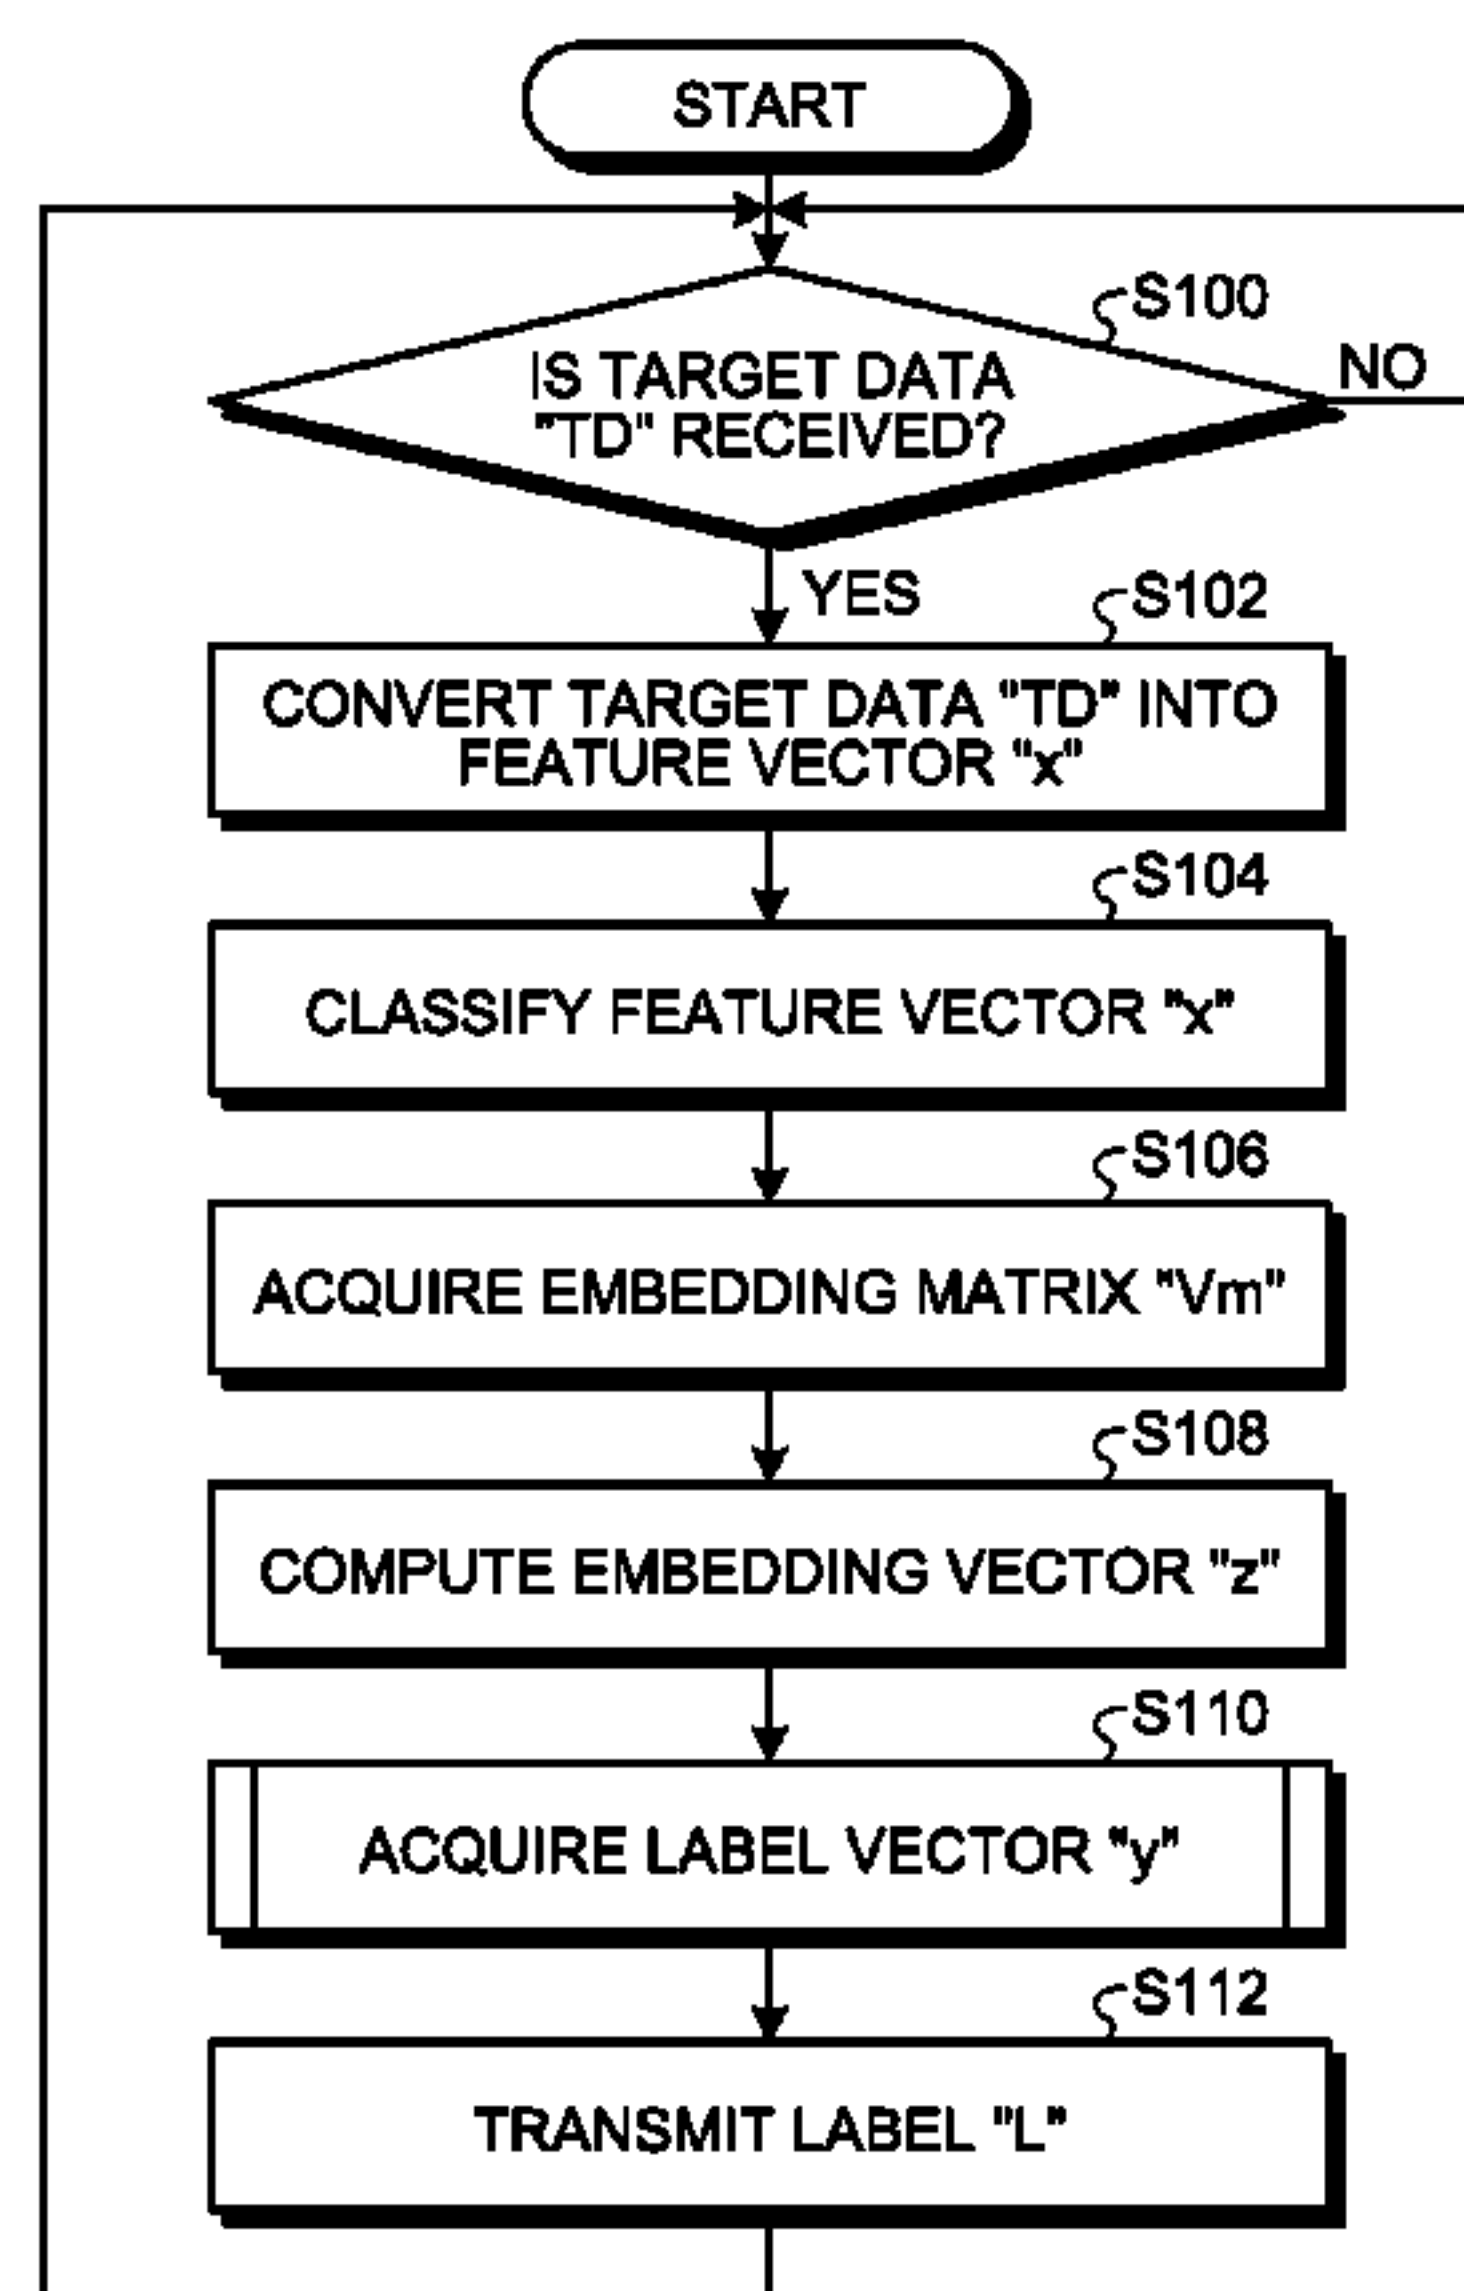 START
S100
IS TARGET DATA
"TD" RECEIVED?
NO
YES
S102
CONVERT TARGET DATA "TD" INTO
FEATURE VECTOR "x"
S104
CLASSIFY FEATURE VECTOR "x"
S106
ACQUIRE EMBEDDING MATRIX "Vm"
S108
COMPUTE EMBEDDING VECTOR "z"
S110
ACQUIRE LABEL VECTOR "y"
S112
TRANSMIT LABEL "L"